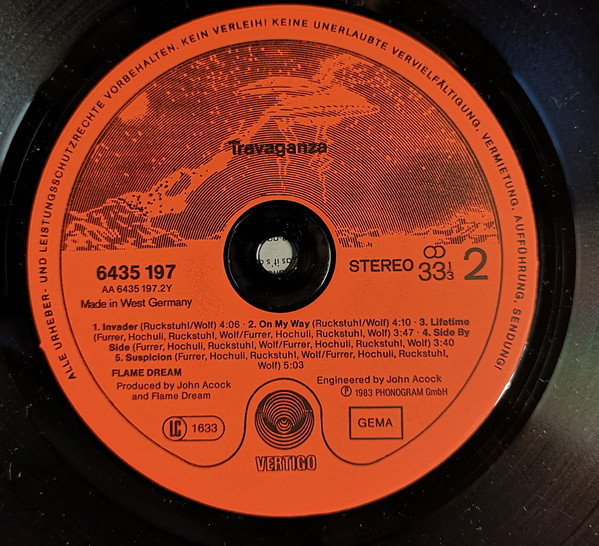 ALLE URHEBER- UND LEISTUNGSSCHUTZRECHTE VORBEHALTEN. KEIN VERLEIH! KEINE UNERLAUBTE VERVIELFÄLTIGUNG, VERMIETUNG, AUFFÜHRUNG, SENDUNG!
Travaganza
6435 197
AA 6435 197.2Y
Made in West Germany
STEREO 33 1/3 2
1. Invader (Ruckstuhl/Wolf) 4:06 · 2. On My Way (Ruckstuhl/Wolf) 4:10 · 3. Lifetime
(Furrer, Hochuli, Ruckstuhl, Wolf/Furrer, Hochuli, Ruckstuhl, Wolf) 3:47 · 4. Side By
Side (Furrer, Hochuli, Ruckstuhl, Wolf/Furrer, Hochuli, Ruckstuhl, Wolf) 3:40
5. Suspicion (Furrer, Hochuli, Ruckstuhl, Wolf/Furrer, Hochuli, Ruckstuhl,
Wolf) 5:03
FLAME DREAM
Produced by John Acock
and Flame Dream
Engineered by John Acock
Ⓟ 1983 PHONOGRAM GmbH
LC 1633
GEMA
VERTIGO